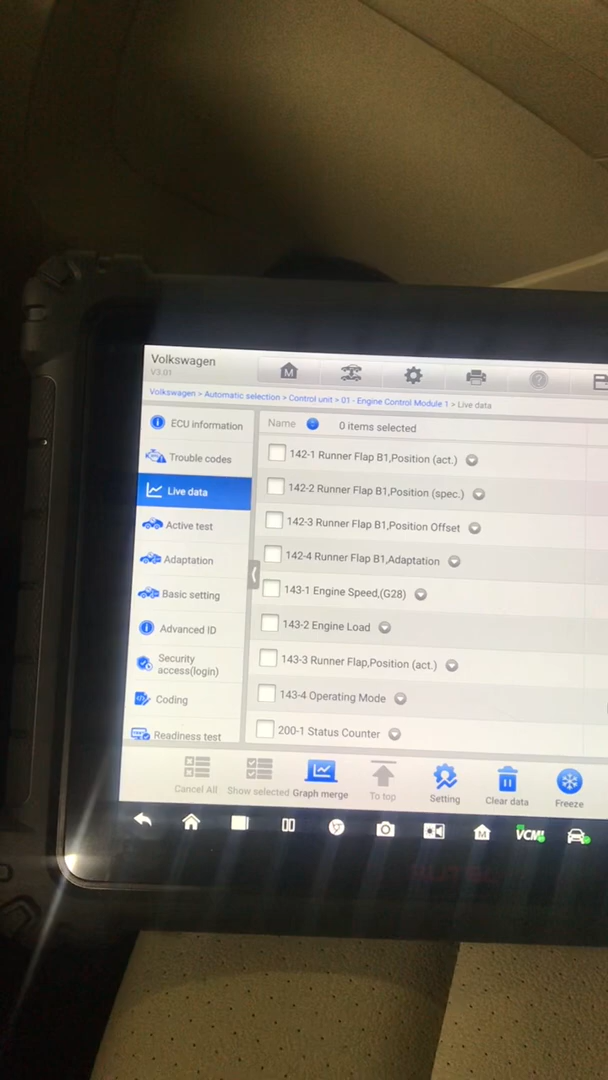 Volkswagen
V3.01
Volkswagen > Automatic selection > Control unit > 01 - Engine Control Module 1 > Live data
ECU information
Trouble codes
Live data
Active test
Adaptation
Basic setting
Advanced ID
Security
access(login)
Coding
Readiness test
Name
0 items selected
142-1 Runner Flap B1,Position (act.)
142-2 Runner Flap B1,Position (spec.)
142-3 Runner Flap B1,Position Offset
142-4 Runner Flap B1,Adaptation
143-1 Engine Speed,(G28)
143-2 Engine Load
143-3 Runner Flap,Position (act.)
143-4 Operating Mode
200-1 Status Counter
Cancel All
Show selected
Graph merge
To top
Setting
Clear data
Freeze
M
VCMI